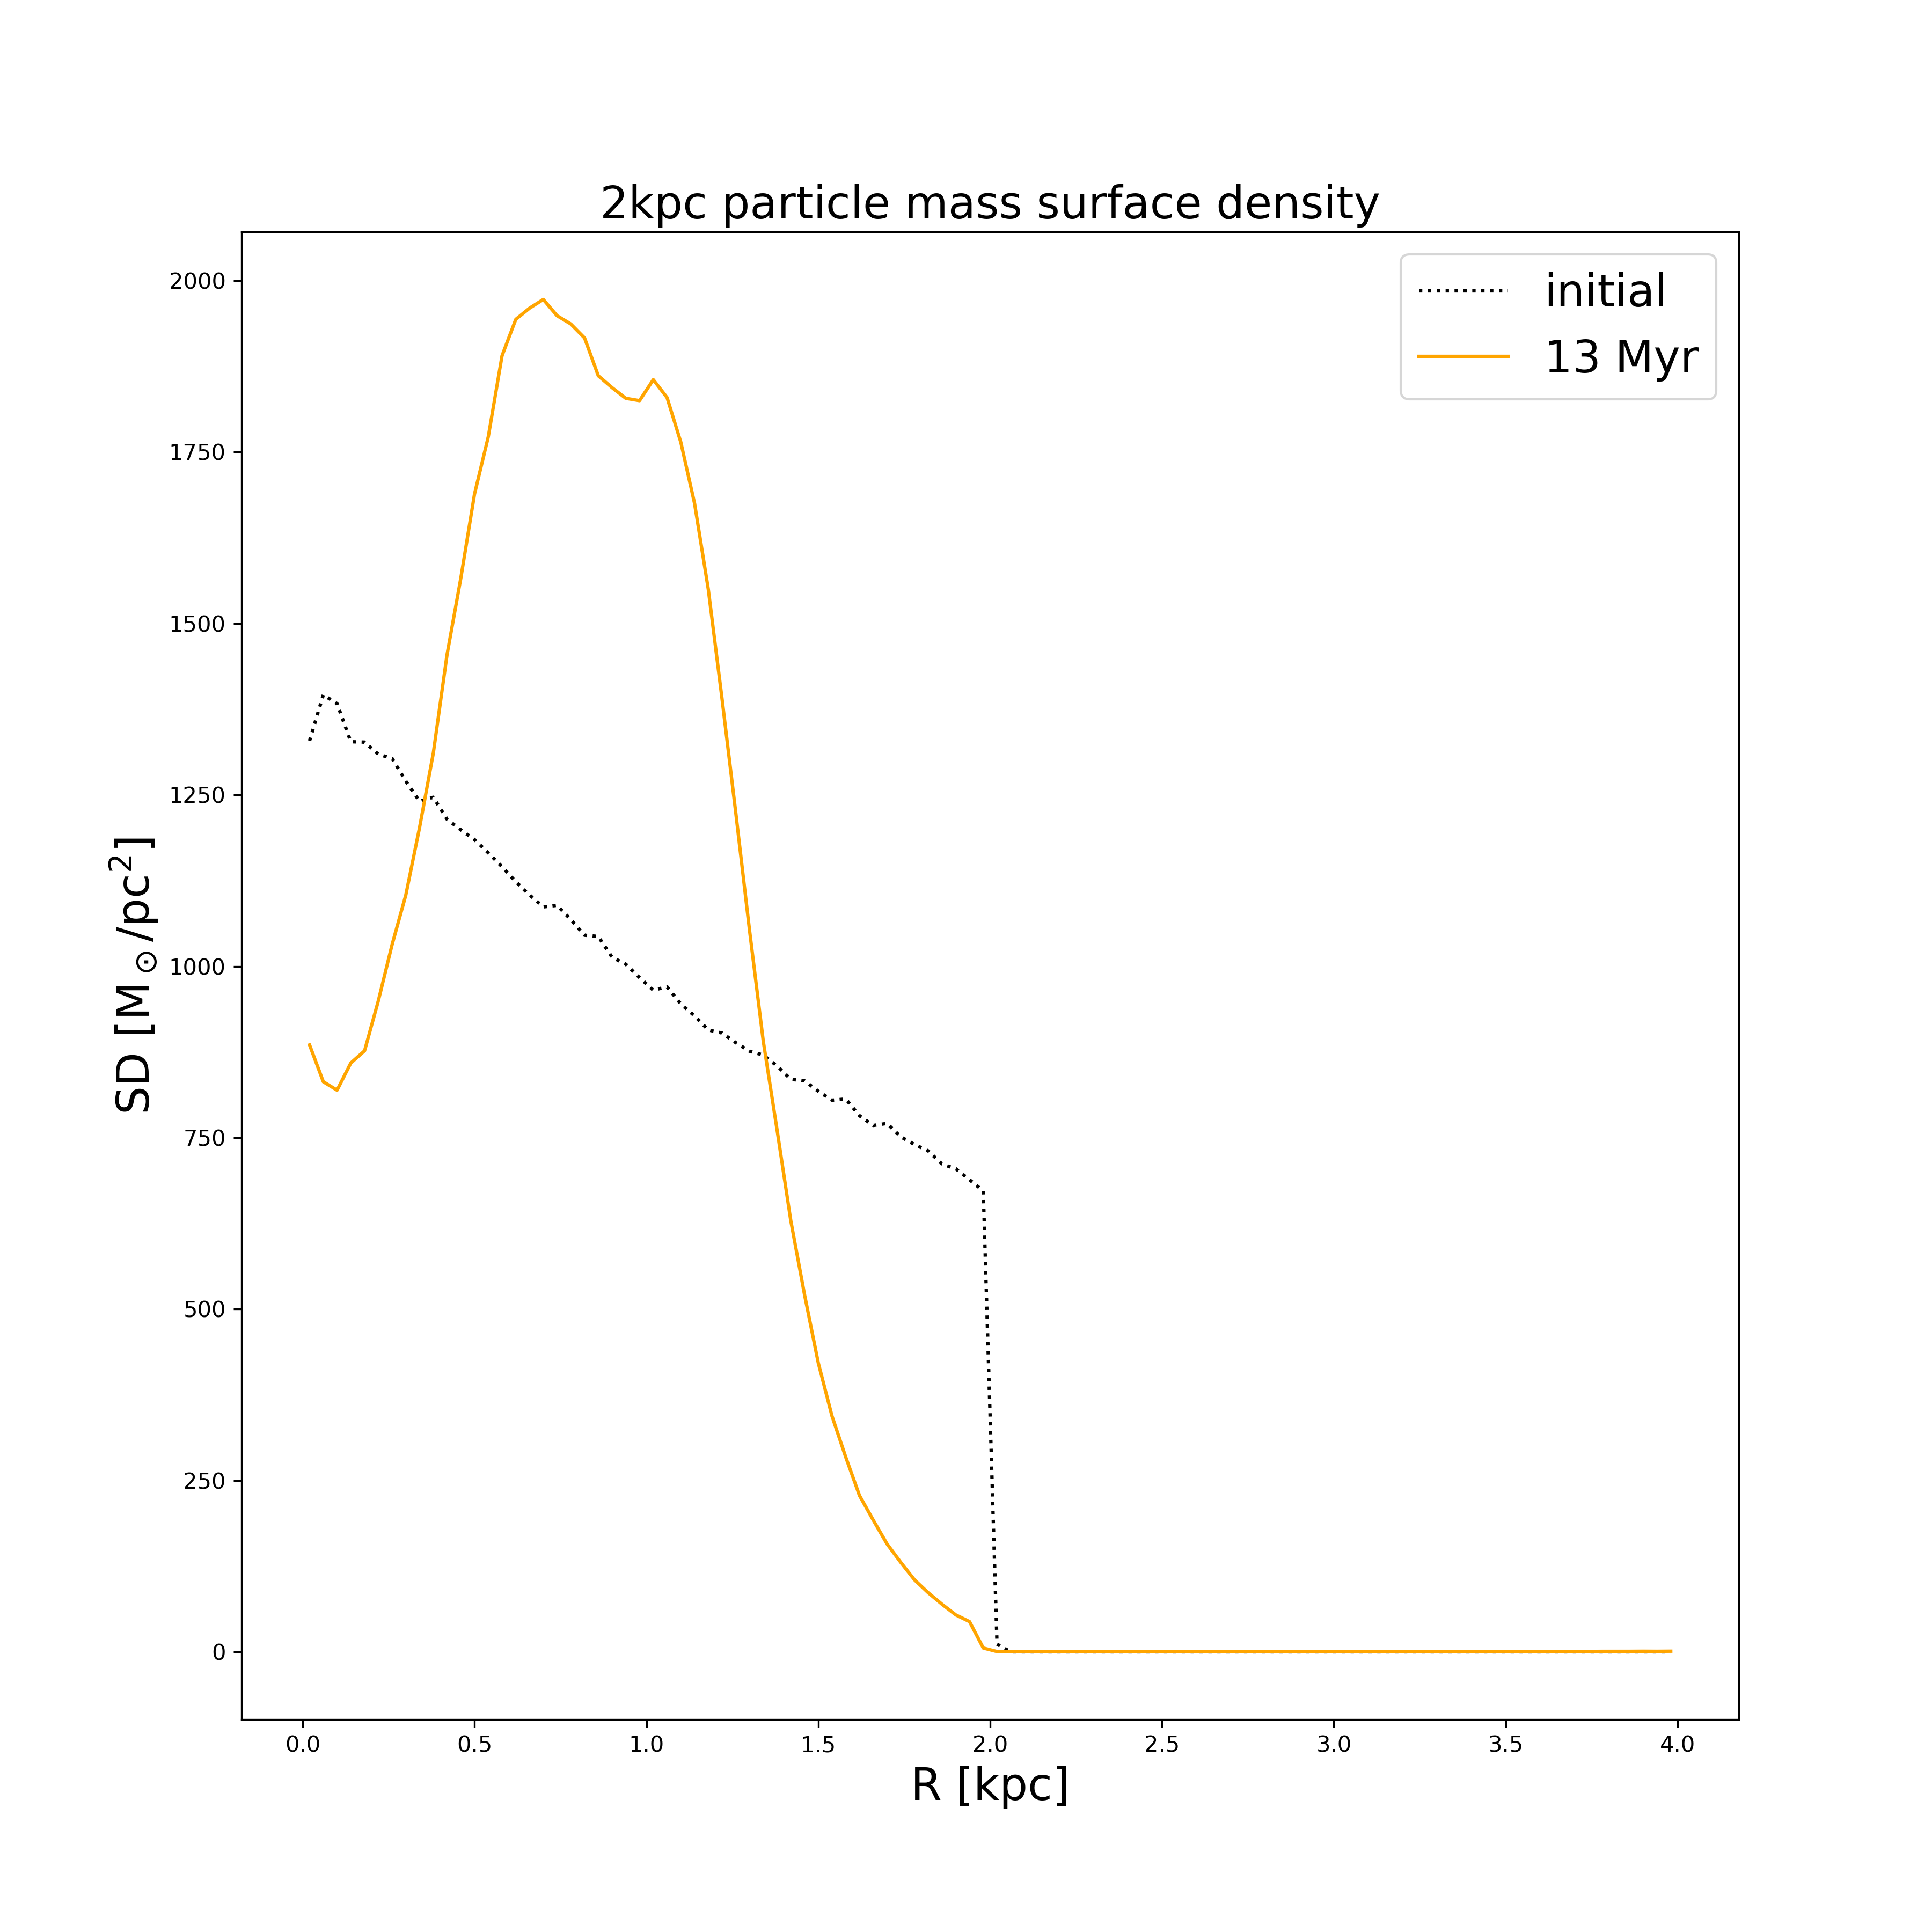 2kpc particle mass surface density
initial
13 Myr
2000
1750
1500
1250
1000
750
500
250
0
SD [M⊙/pc²]
0.0 0.5 1.0 1.5 2.0 2.5 3.0 3.5 4.0
R [kpc]